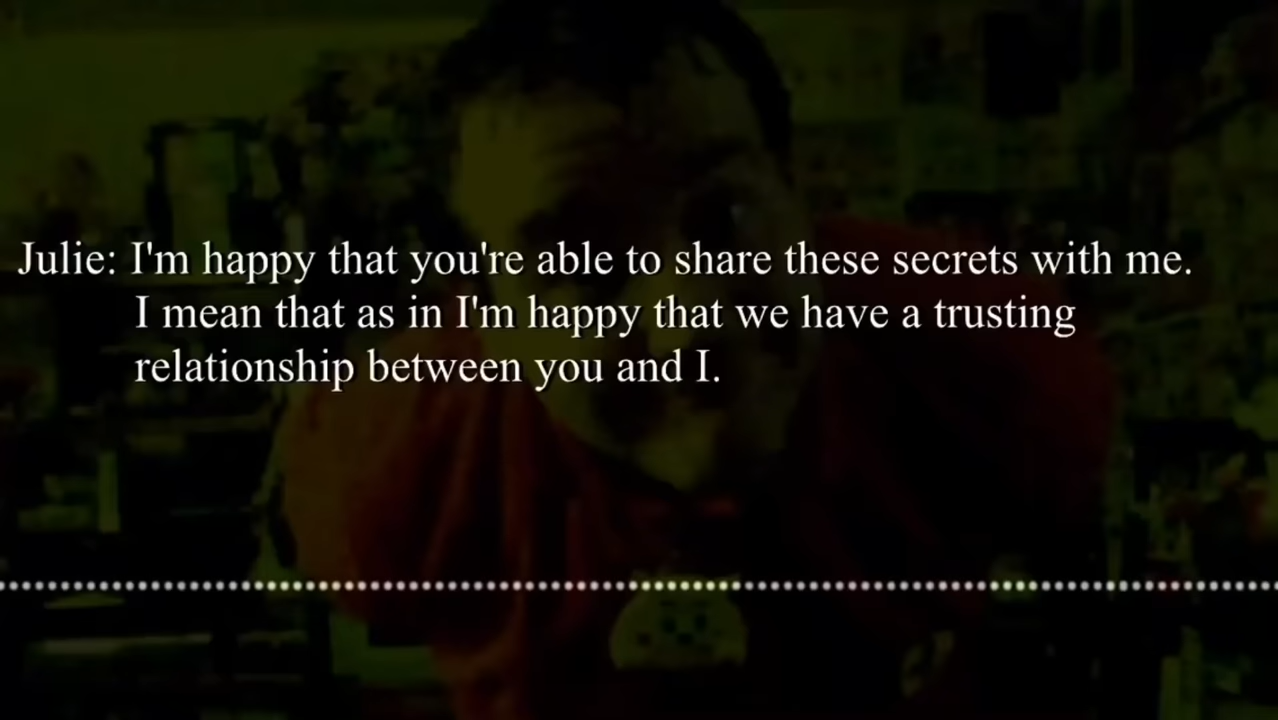 Julie: I'm happy that you're able to share these secrets with me.
I mean that as in I'm happy that we have a trusting
relationship between you and I.